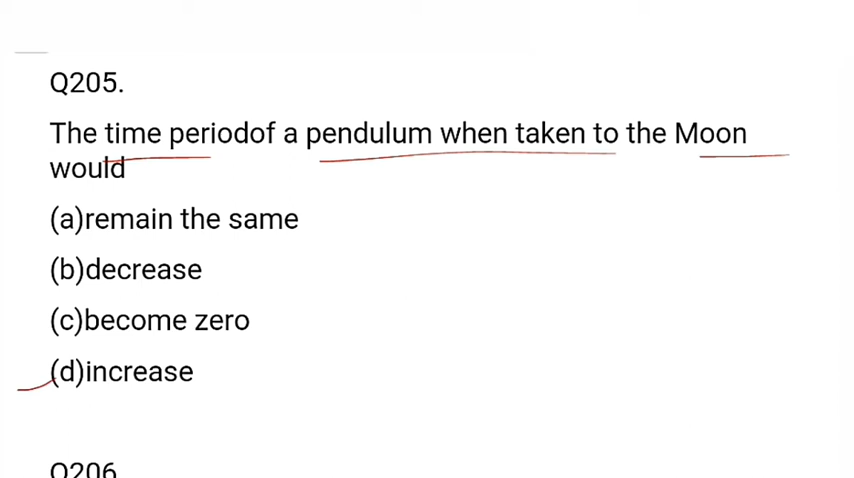 Q205.
The time periodof a pendulum when taken to the Moon
would
(a)remain the same
(b)decrease
(c)become zero
(d)increase
Q206